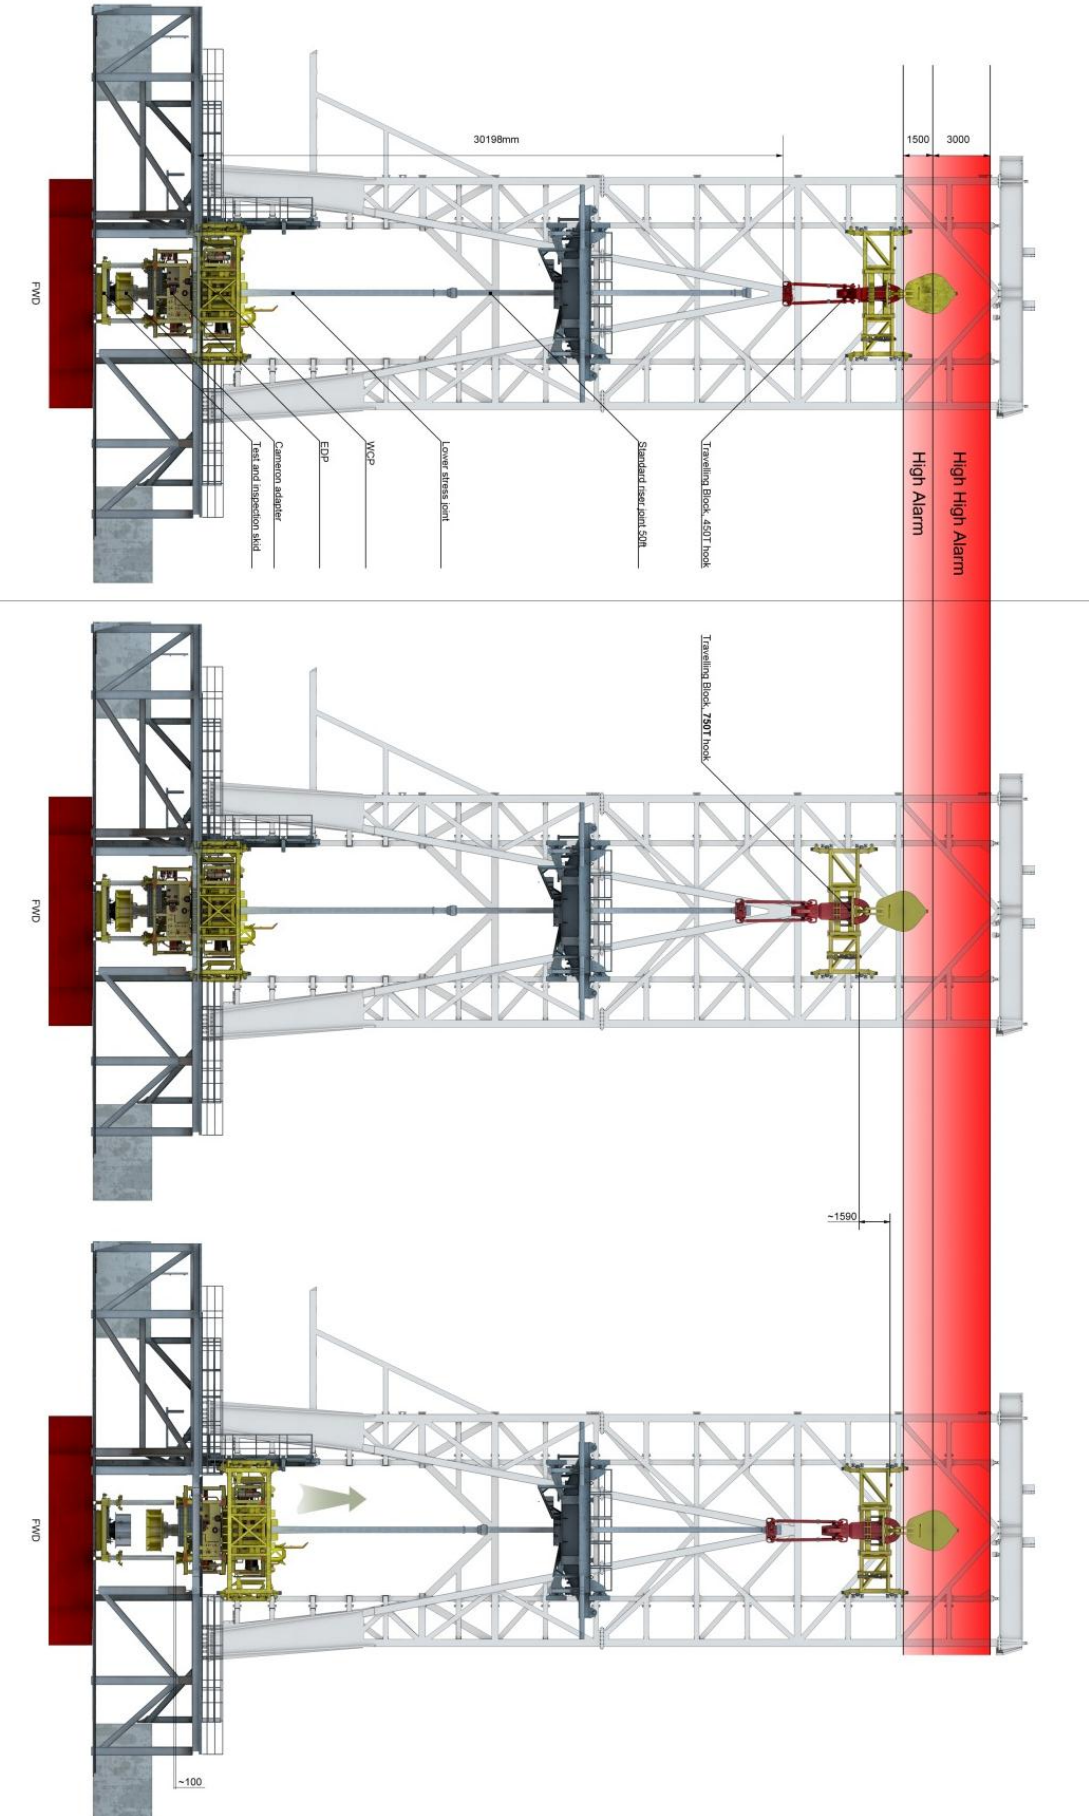 30198mm
1500
3000
High High Alarm
High Alarm
Travelling Block, 450T hook
Standard riser joint 50ft
Lower stress joint
WCP
EDP
Cameron adapter
Test and inspection skid
FWD
Travelling Block, 750T hook
FWD
~1590
FWD
~100